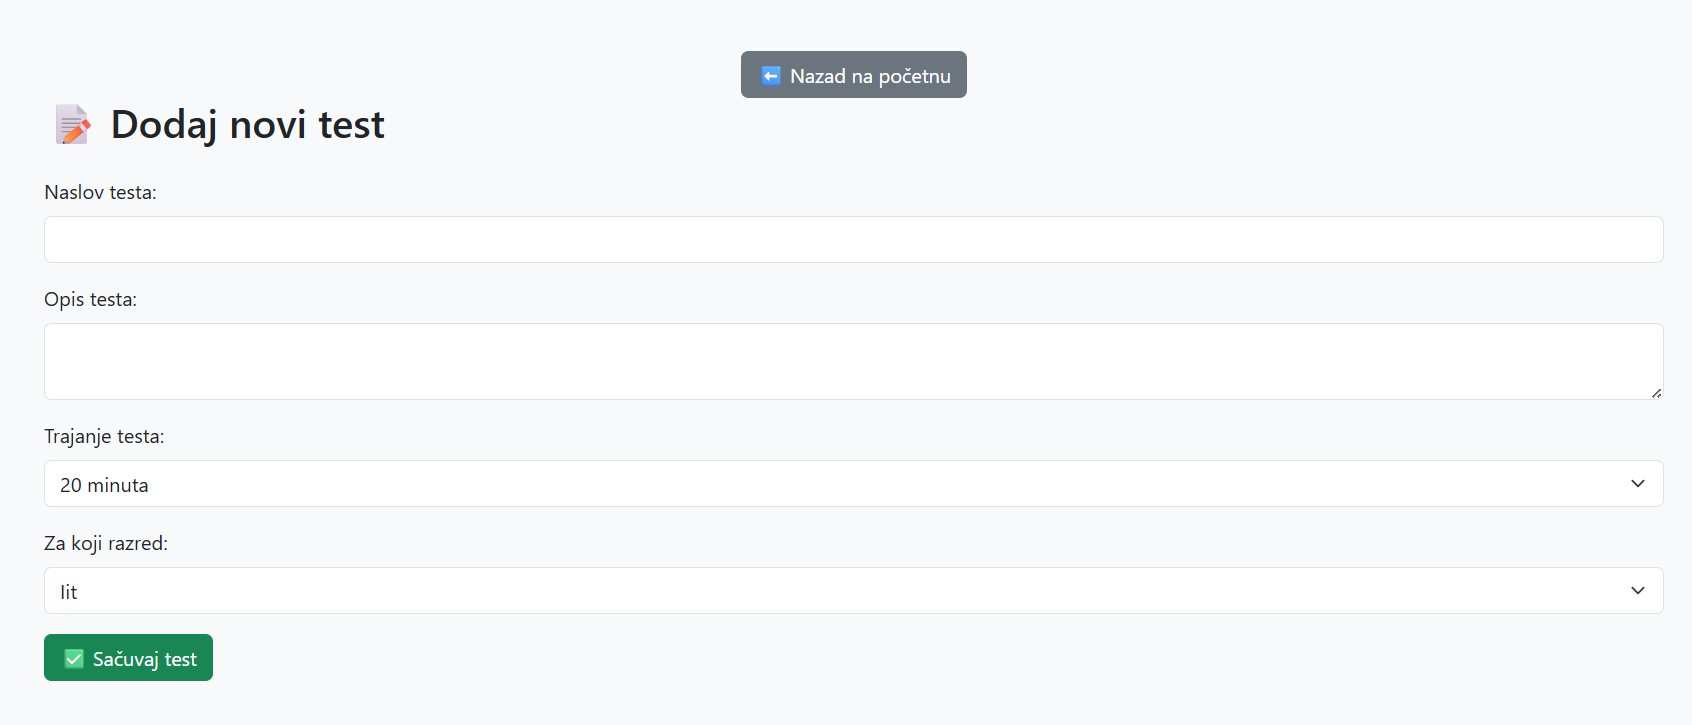 Nazad na početnu
Dodaj novi test
Naslov testa:
Opis testa:
Trajanje testa:
20 minuta
Za koji razred:
Iit
Sačuvaj test